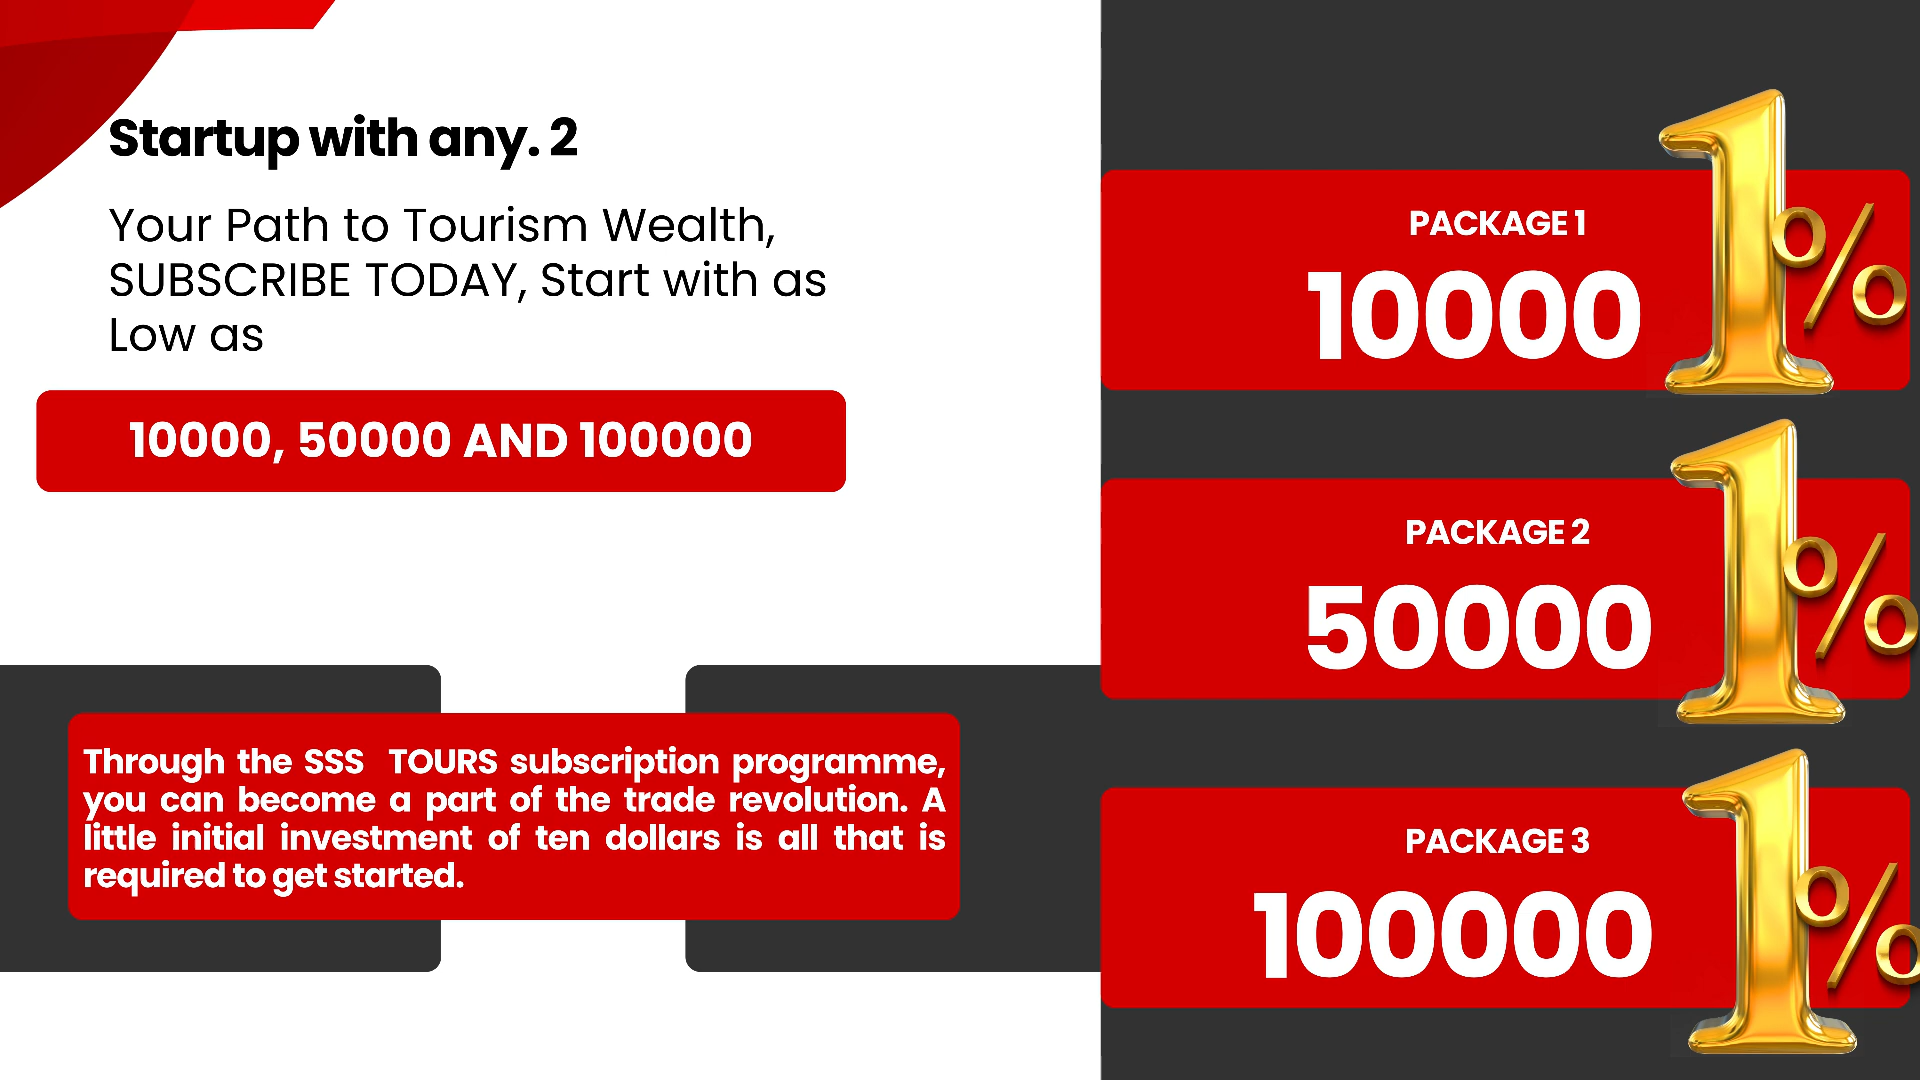 Startup with any. 2
Your Path to Tourism Wealth,
SUBSCRIBE TODAY, Start with as
Low as
10000, 50000 AND 100000
Through the SSS TOURS subscription programme,
you can become a part of the trade revolution. A
little initial investment of ten dollars is all that is
required to get started.
PACKAGE 1
10000
1%
PACKAGE 2
50000
1%
PACKAGE 3
100000
1%